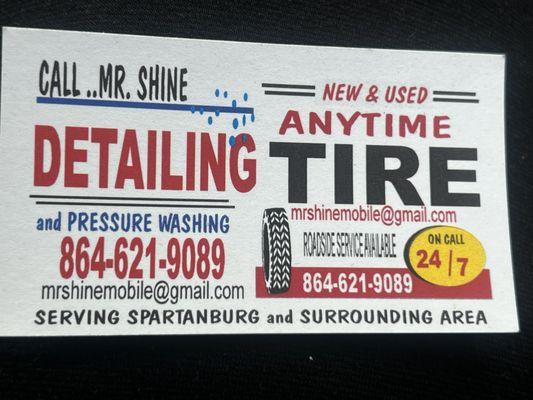 CALL ..MR. SHINE
DETAILING
and PRESSURE WASHING
864-621-9089
mrshinemobile@gmail.com
NEW & USED
ANYTIME
TIRE
mrshinemobile@gmail.com
ROADSIDE SERVICE AVAILABLE
864-621-9089
ON CALL
24/7
SERVING SPARTANBURG and SURROUNDING AREA